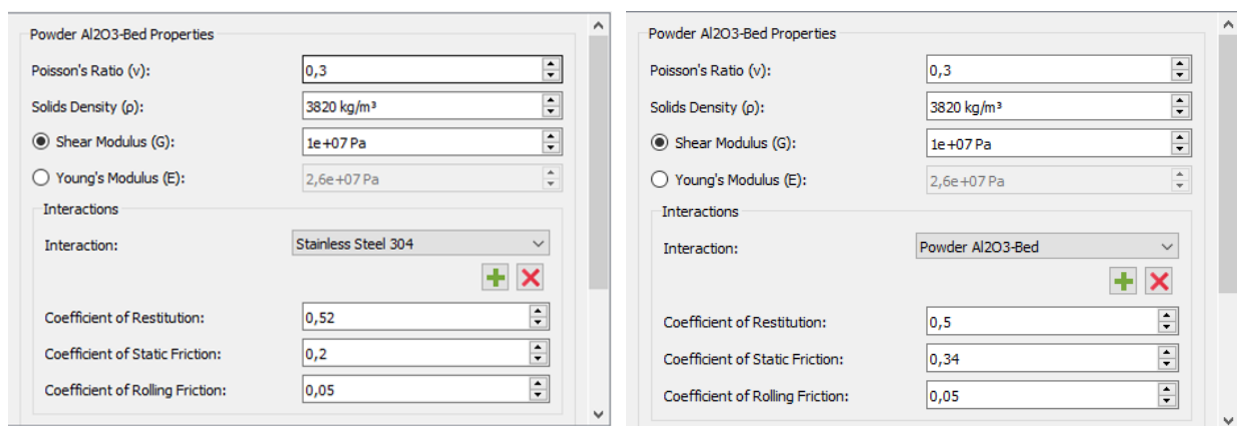 Powder Al2O3-Bed Properties
Poisson's Ratio (ν): 0,3
Solids Density (ρ): 3820 kg/m³
Shear Modulus (G): 1e+07 Pa
Young's Modulus (E): 2,6e+07 Pa
Interactions
Interaction: Stainless Steel 304
Coefficient of Restitution: 0,52
Coefficient of Static Friction: 0,2
Coefficient of Rolling Friction: 0,05
Powder Al2O3-Bed Properties
Poisson's Ratio (ν): 0,3
Solids Density (ρ): 3820 kg/m³
Shear Modulus (G): 1e+07 Pa
Young's Modulus (E): 2,6e+07 Pa
Interactions
Interaction: Powder Al2O3-Bed
Coefficient of Restitution: 0,5
Coefficient of Static Friction: 0,34
Coefficient of Rolling Friction: 0,05